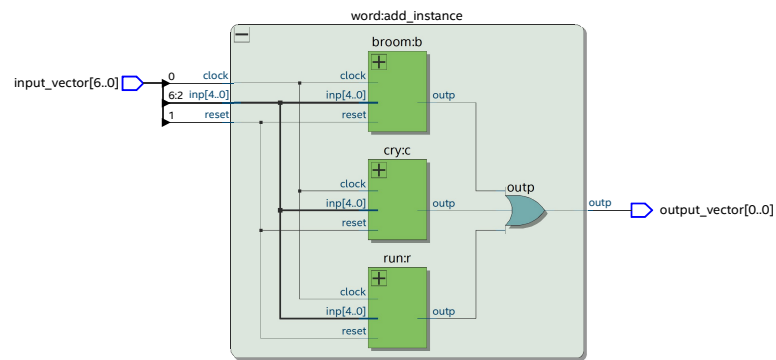 word:add_instance
broom:b
input_vector[6..0]
0
clock
6:2
inp[4..0]
1
reset
clock
inp[4..0]
reset
outp
cry:c
clock
inp[4..0]
reset
outp
outp
outp
output_vector[0..0]
run:r
clock
inp[4..0]
reset
outp